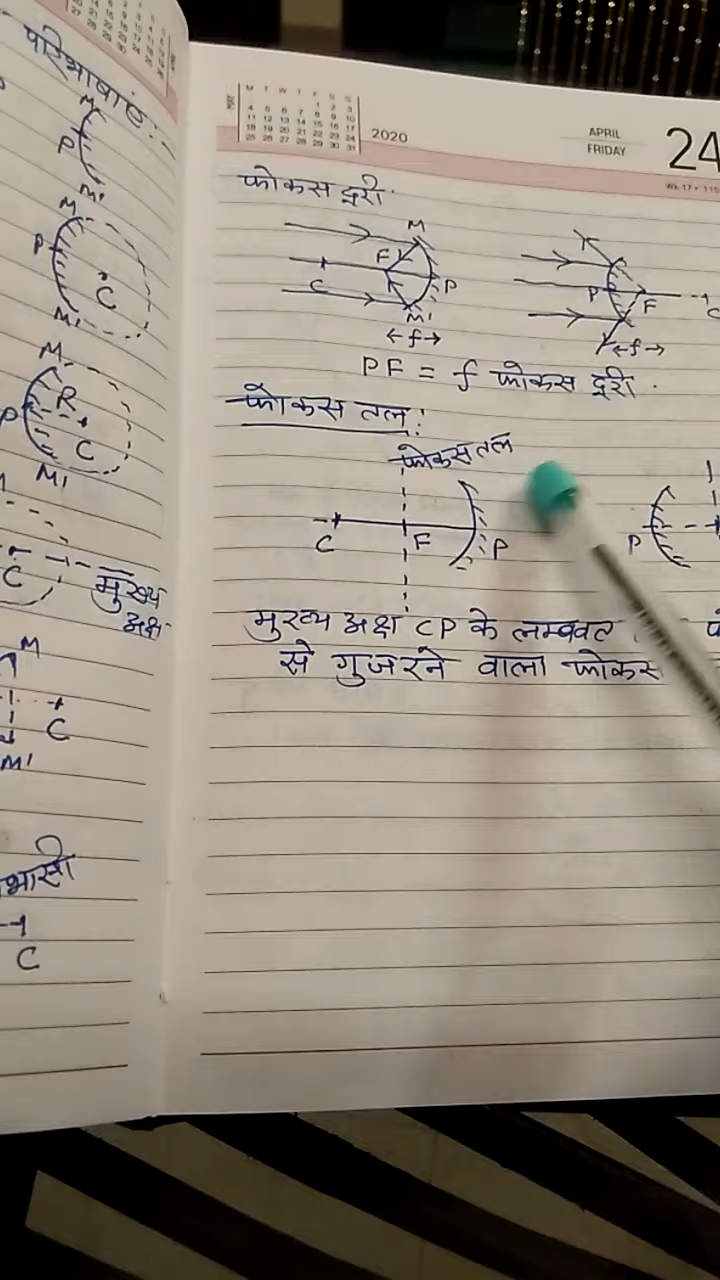 परिभाषाएं:-
M
P
M'
M
P
C
M'
M
R
P
C
M'
C
मुख्य
अक्ष
M
C
M'
C
2020
APRIL
FRIDAY
24
फोकस दूरी
M
F
P
C
M'
f
P
F
C
f
PF = f फोकस दूरी
फोकस तल:
फोकस तल
C
F
P
P
मुख्य अक्ष CP के लम्बवत
से गुजरने वाला फोकस